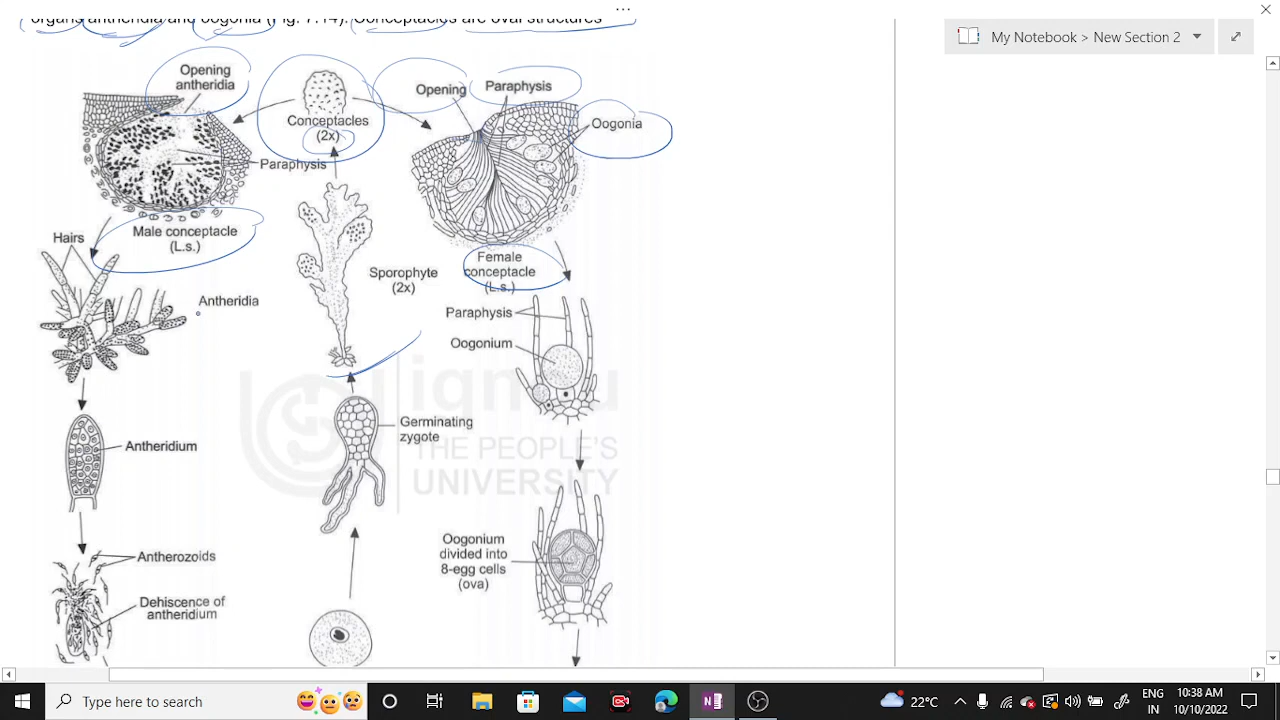 organs antheridia and oogonia (Fig. 7.14). Conceptacles are oval structures
My Notebook > New Section 2
Opening
antheridia
Conceptacles
(2x)
Opening
Paraphysis
Oogonia
Paraphysis
Male conceptacle
(L.s.)
Hairs
Antheridia
Sporophyte
(2x)
Female
conceptacle
(L.s.)
Paraphysis
Oogonium
Antheridium
Germinating
zygote
ignou
THE PEOPLE'S
UNIVERSITY
Antherozoids
Dehiscence of
antheridium
Oogonium
divided into
8-egg cells
(ova)
Type here to search
22°C
ENG
IN
10:38 AM
10/10/2022